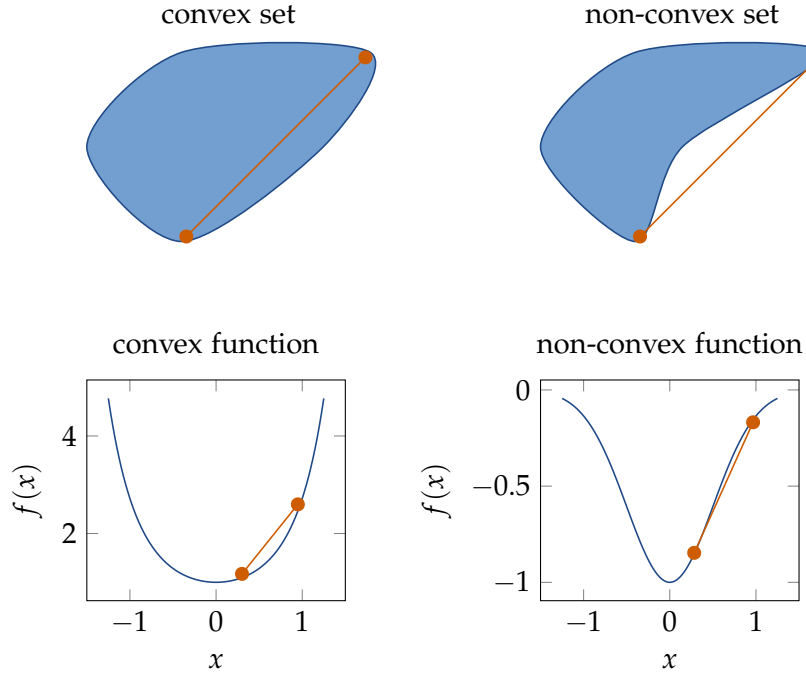 convex set
non-convex set
convex function
4
2
f(x)
−1
0
1
x
non-convex function
0
−0.5
−1
f(x)
−1
0
1
x